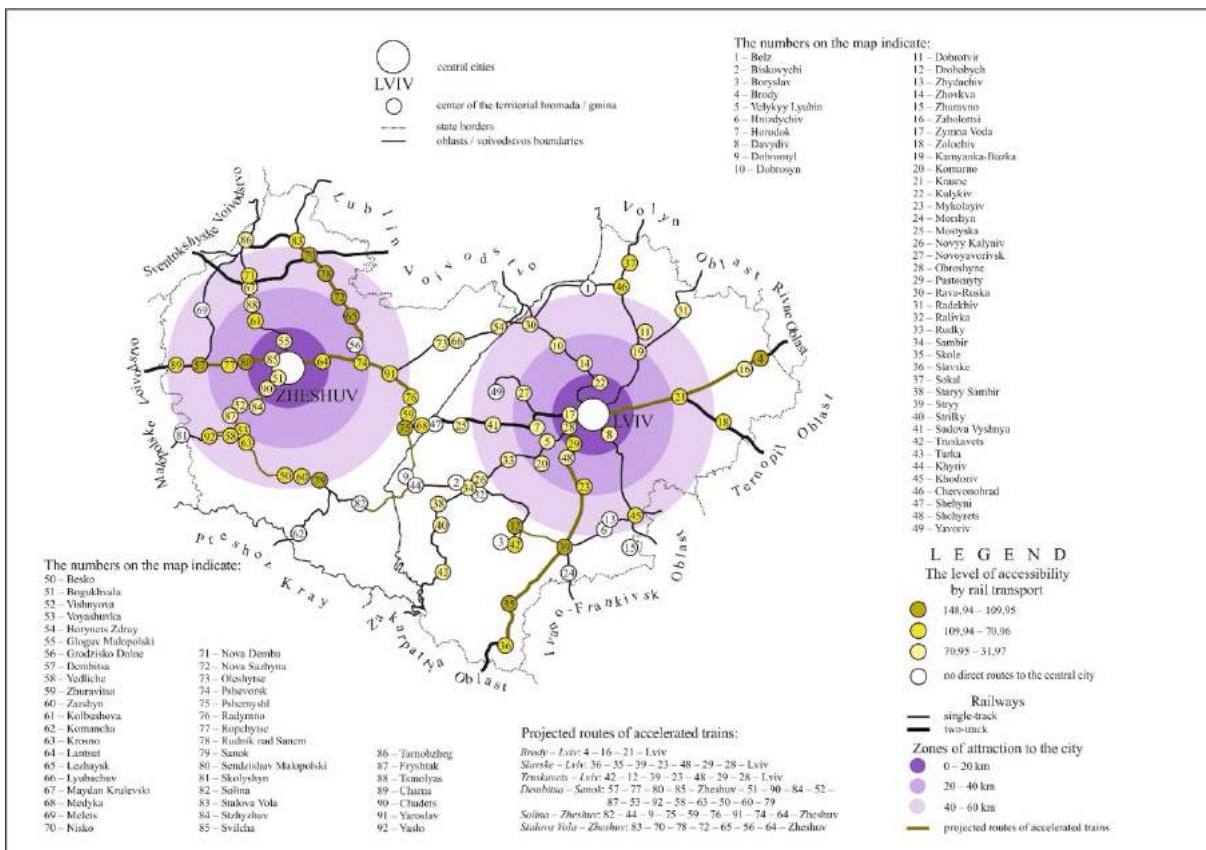 LVIV
central cities
center of the territorial hromada / gmina
state borders
oblasts / voivodstvos boundaries
The numbers on the map indicate:
1 – Belz
2 – Biskovychi
3 – Boryslav
4 – Brody
5 – Velykyy Lyubin
6 – Hnizdychiv
7 – Horodok
8 – Davydiv
9 – Dobromyl
10 – Dobrosyn
11 – Dobrotvir
12 – Drohobych
13 – Zhydachiv
14 – Zhovkva
15 – Zhuravno
16 – Zabolottsi
17 – Zymna Voda
18 – Zolochiv
19 – Kamyanka-Buzka
20 – Komarno
21 – Krasne
22 – Kulykiv
23 – Mykolayiv
24 – Morshyn
25 – Mostyska
26 – Novyy Kalyniv
27 – Novoyavorivsk
28 – Obroshyne
29 – Pustomyty
30 – Rava-Ruska
31 – Radekhiv
32 – Ralivka
33 – Rudky
34 – Sambir
35 – Skole
36 – Slavske
37 – Sokal
38 – Staryy Sambir
39 – Stryy
40 – Strilky
41 – Sudova Vyshnya
42 – Truskavets
43 – Turka
44 – Khyriv
45 – Khodoriv
46 – Chervonohrad
47 – Shehyni
48 – Shchyrets
49 – Yavoriv
Sventokshyske Voivodstvo
Lublin Voivodstvo
Volyn Oblast
Rivne Oblast
Ternopil Oblast
Ivano-Frankivsk Oblast
Zakarpattya Oblast
Preshov Kray
ZHESHUV
LVIV
The numbers on the map indicate:
50 – Besko
51 – Bogukhvala
52 – Vishnyova
53 – Voyashuvka
54 – Horynets Zdruy
55 – Gloguv Malopolski
56 – Grodzisko Dolne
57 – Dembitsa
58 – Yedliche
59 – Zhuravitsa
60 – Zarshyn
61 – Kolbushova
62 – Komancha
63 – Krosno
64 – Lantsut
65 – Lezhaysk
66 – Lyubachuv
67 – Maydan Krulevski
68 – Medyka
69 – Melets
70 – Nisko
71 – Nova Demba
72 – Nova Sazhyna
73 – Oleshytse
74 – Pshevorsk
75 – Pshemyshl
76 – Radymno
77 – Ropchytse
78 – Rudnik nad Sanem
79 – Sanok
80 – Sendzishuv Malopolski
81 – Skolyshyn
82 – Solina
83 – Stalova Vola
84 – Stzhyzhuv
85 – Svilcha
86 – Tarnobzheg
87 – Fryshtak
88 – Tsmolyas
89 – Charna
90 – Chudets
91 – Yaroslav
92 – Yaslo
Projected routes of accelerated trains:
Brody – Lviv: 4 – 16 – 21 – Lviv
Slavske – Lviv: 36 – 35 – 39 – 23 – 48 – 29 – 28 – Lviv
Truskavets – Lviv: 42 – 12 – 39 – 23 – 48 – 29 – 28 – Lviv
Dembitsa – Sanok: 57 – 77 – 80 – 85 – Zheshuv – 51 – 90 – 84 – 52 –
87 – 53 – 92 – 58 – 63 – 50 – 60 – 79
Solina – Zheshuv: 82 – 44 – 9 – 75 – 59 – 76 – 91 – 74 – 64 – Zheshuv
Stalova Vola – Zheshuv: 83 – 70 – 78 – 72 – 65 – 56 – 64 – Zheshuv
LEGEND
The level of accessibility
by rail transport
148,94 – 109,95
109,94 – 70,96
70,95 – 31,97
no direct routes to the central city
Railways
single-track
two-track
Zones of attraction to the city
0 – 20 km
20 – 40 km
40 – 60 km
projected routes of accelerated trains